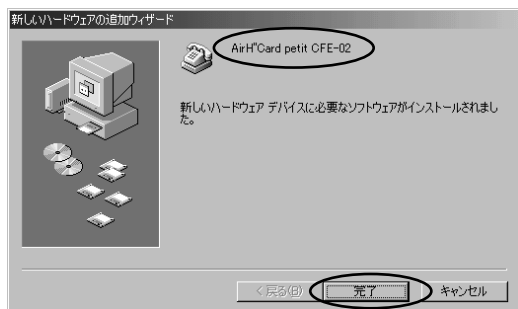 新しいハードウェアの追加ウィザード
AirH"Card petit CFE-02
新しいハードウェア デバイスに必要なソフトウェアがインストールされまし
た。
< 戻る(B)
完了
キャンセル